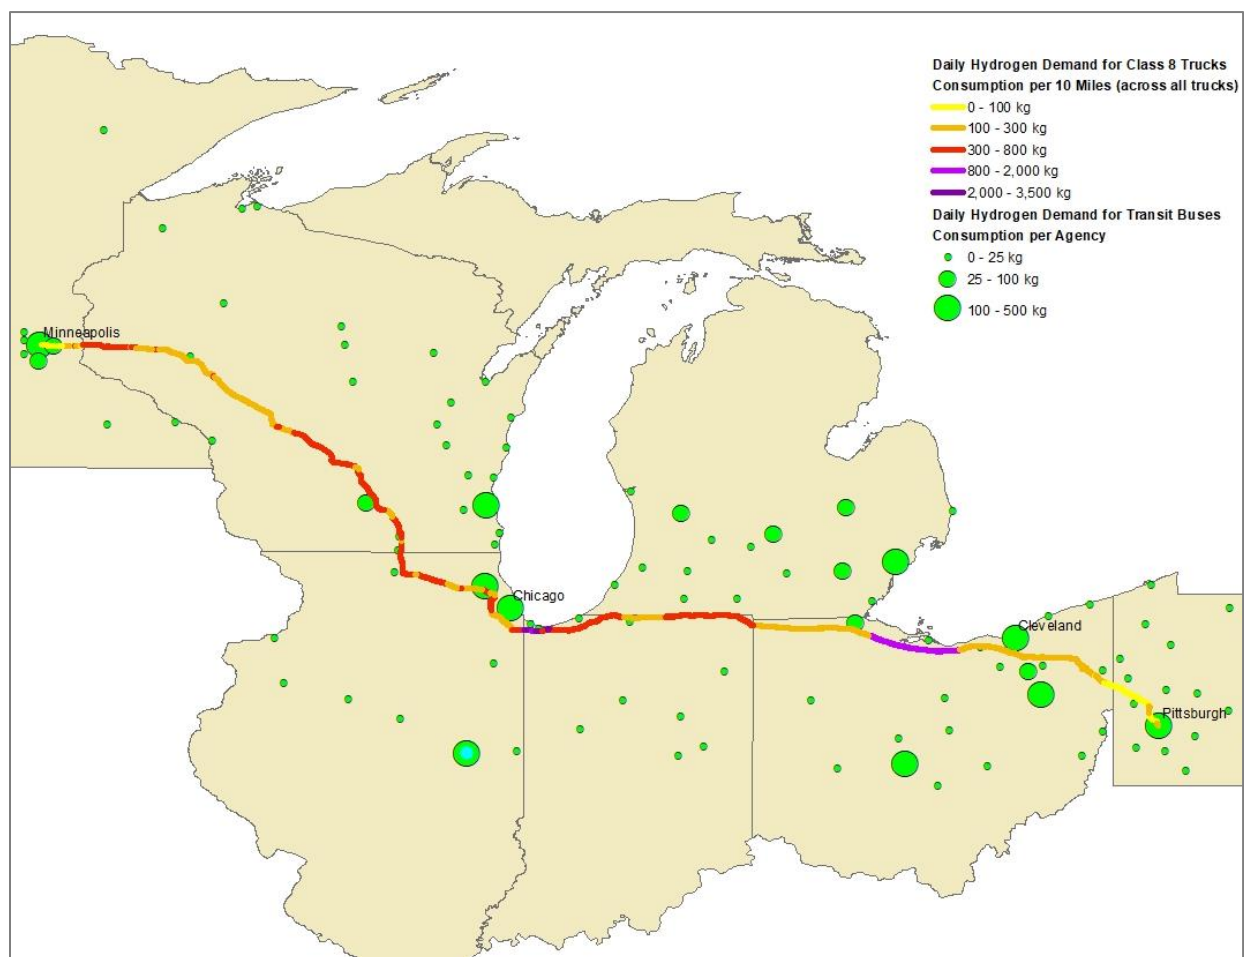 Daily Hydrogen Demand for Class 8 Trucks
Consumption per 10 Miles (across all trucks)
0 - 100 kg
100 - 300 kg
300 - 800 kg
800 - 2,000 kg
2,000 - 3,500 kg
Daily Hydrogen Demand for Transit Buses
Consumption per Agency
0 - 25 kg
25 - 100 kg
100 - 500 kg
Minneapolis
Chicago
Cleveland
Pittsburgh